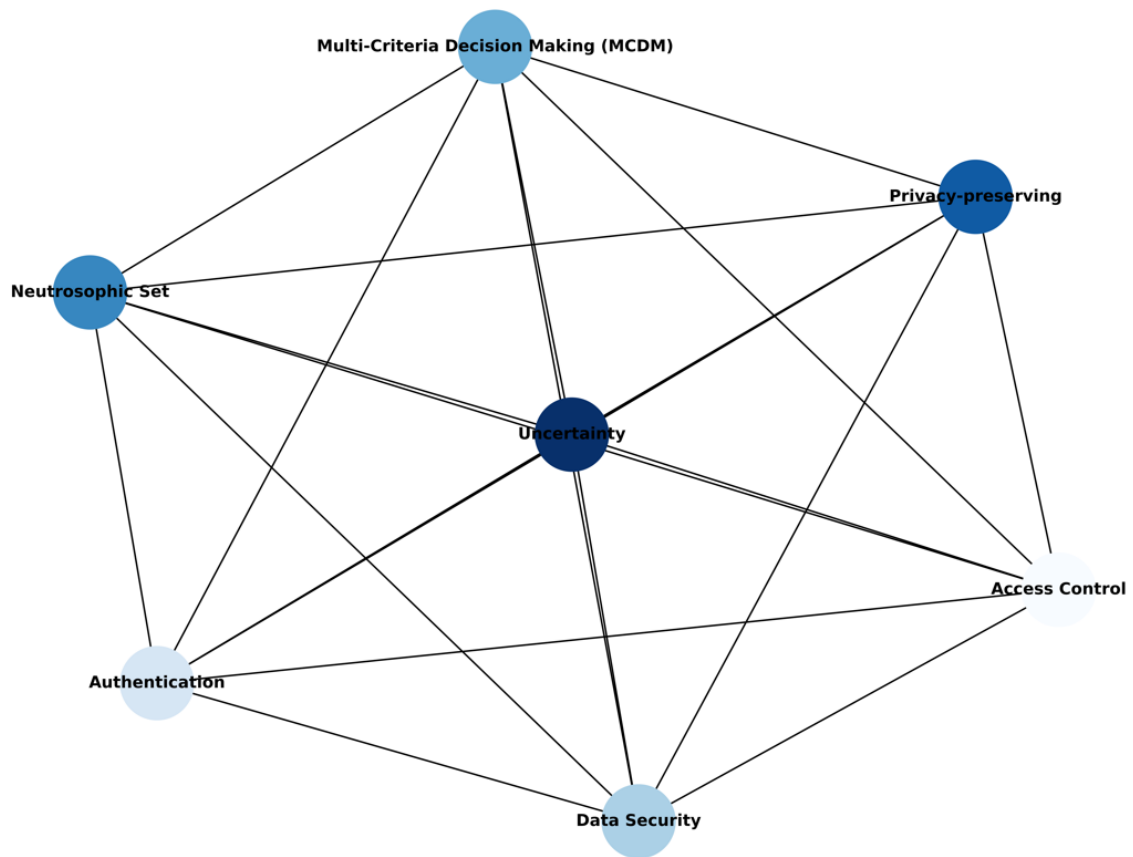 Multi-Criteria Decision Making (MCDM)
Privacy-preserving
Neutrosophic Set
Uncertainty
Access Control
Authentication
Data Security